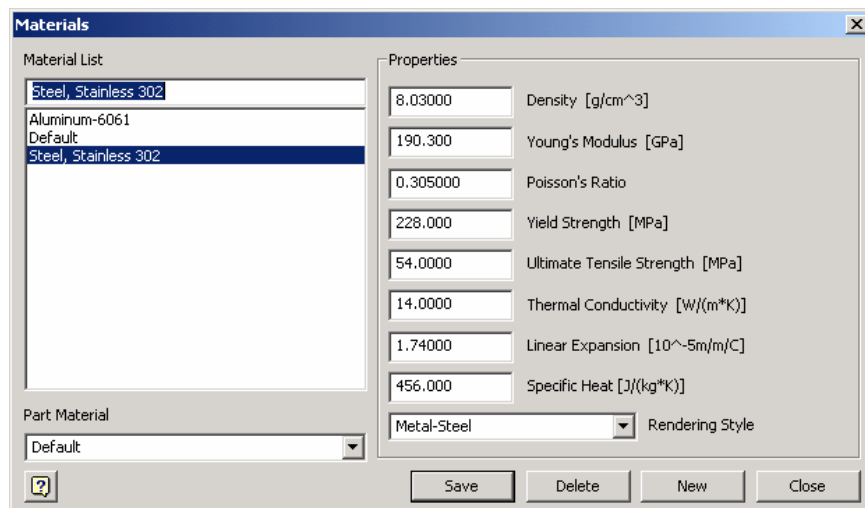 Materials
Material List
Steel, Stainless 302
Aluminum-6061
Default
Steel, Stainless 302
Part Material
Default
Properties
8.03000 Density [g/cm^3]
190.300 Young's Modulus [GPa]
0.305000 Poisson's Ratio
228.000 Yield Strength [MPa]
54.0000 Ultimate Tensile Strength [MPa]
14.0000 Thermal Conductivity [W/(m*K)]
1.74000 Linear Expansion [10^-5m/m/C]
456.000 Specific Heat [J/(kg*K)]
Metal-Steel Rendering Style
? Save Delete New Close